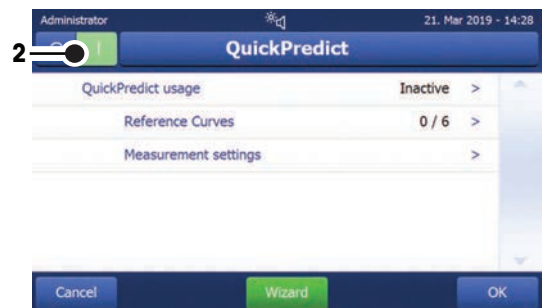 Administrator 21. Mar 2019 - 14:28
2 I QuickPredict
QuickPredict usage Inactive >
Reference Curves 0 / 6 >
Measurement settings >
Cancel Wizard OK